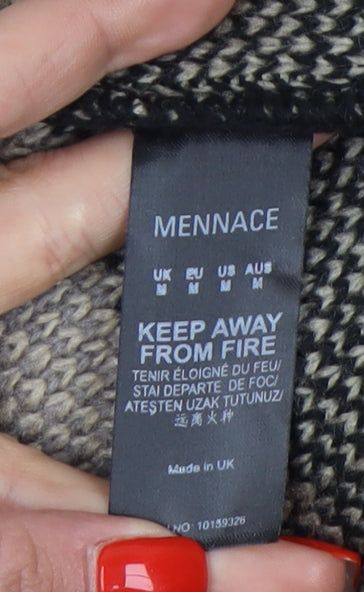 MENNACE
UK EU US AUS
M M M M
KEEP AWAY
FROM FIRE
TENIR ÉLOIGNÉ DU FEU/
STAI DEPARTE DE FOC/
ATEŞTEN UZAK TUTUNUZ/
远离火种
Made in UK
NO: 10159326